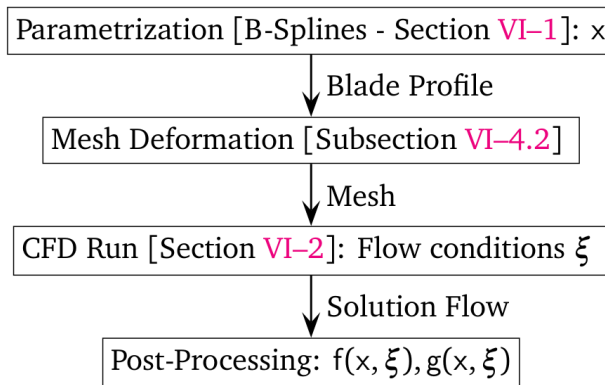 Parametrization [B-Splines - Section VI–1]: x
Blade Profile
Mesh Deformation [Subsection VI–4.2]
Mesh
CFD Run [Section VI–2]: Flow conditions ξ
Solution Flow
Post-Processing: f(x, ξ), g(x, ξ)